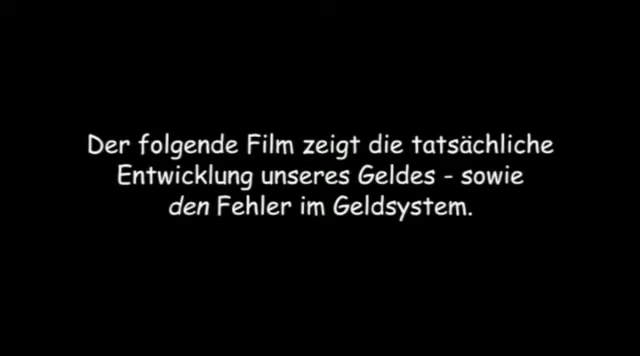 Der folgende Film zeigt die tatsächliche
Entwicklung unseres Geldes - sowie
den Fehler im Geldsystem.